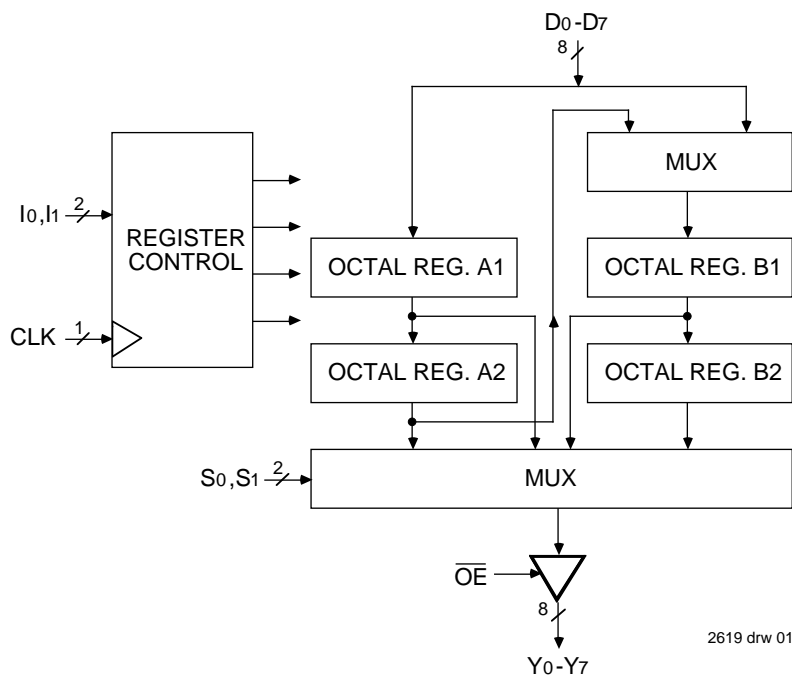 D0-D7
8
MUX
I0,I1
2
REGISTER
CONTROL
OCTAL REG. A1
OCTAL REG. B1
CLK
1
OCTAL REG. A2
OCTAL REG. B2
S0,S1
2
MUX
OE
8
2619 drw 01
Y0-Y7